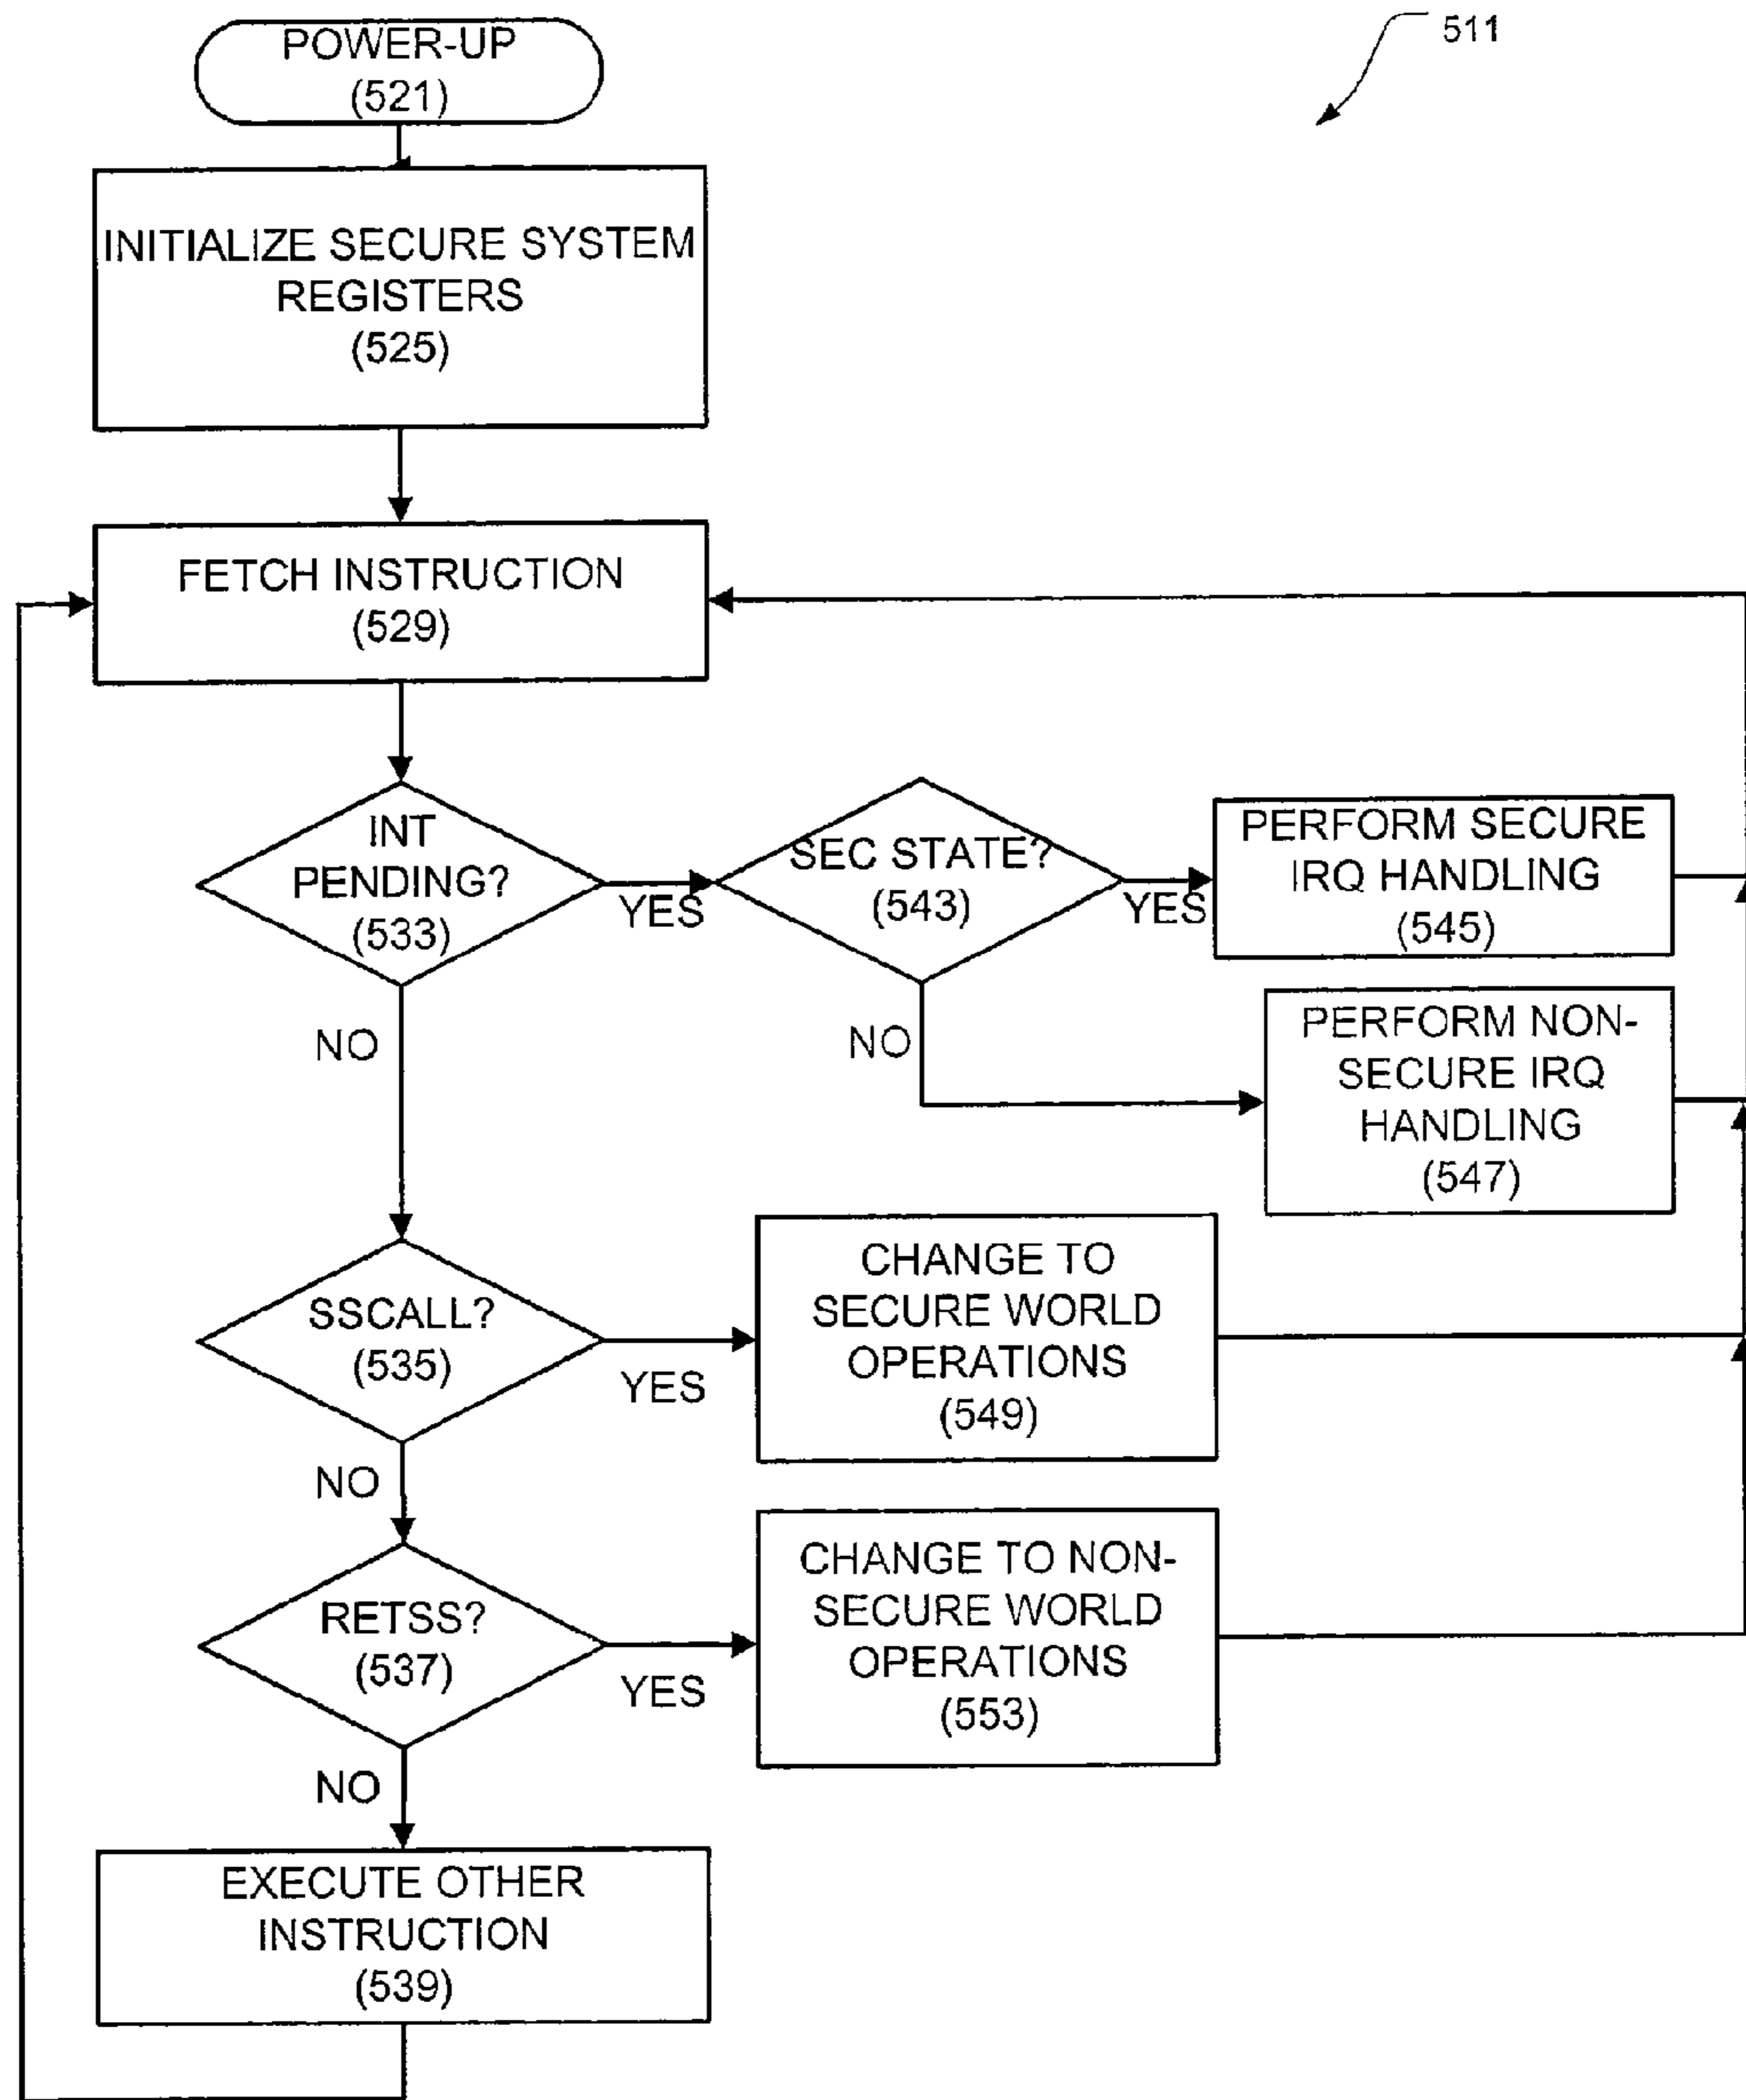 511
POWER-UP
(521)
INITIALIZE SECURE SYSTEM
REGISTERS
(525)
FETCH INSTRUCTION
(529)
INT
PENDING?
(533)
YES
SEC STATE?
(543)
YES
PERFORM SECURE
IRQ HANDLING
(545)
NO
NO
PERFORM NON-
SECURE IRQ
HANDLING
(547)
SSCALL?
(535)
YES
CHANGE TO
SECURE WORLD
OPERATIONS
(549)
NO
RETSS?
(537)
YES
CHANGE TO NON-
SECURE WORLD
OPERATIONS
(553)
NO
EXECUTE OTHER
INSTRUCTION
(539)